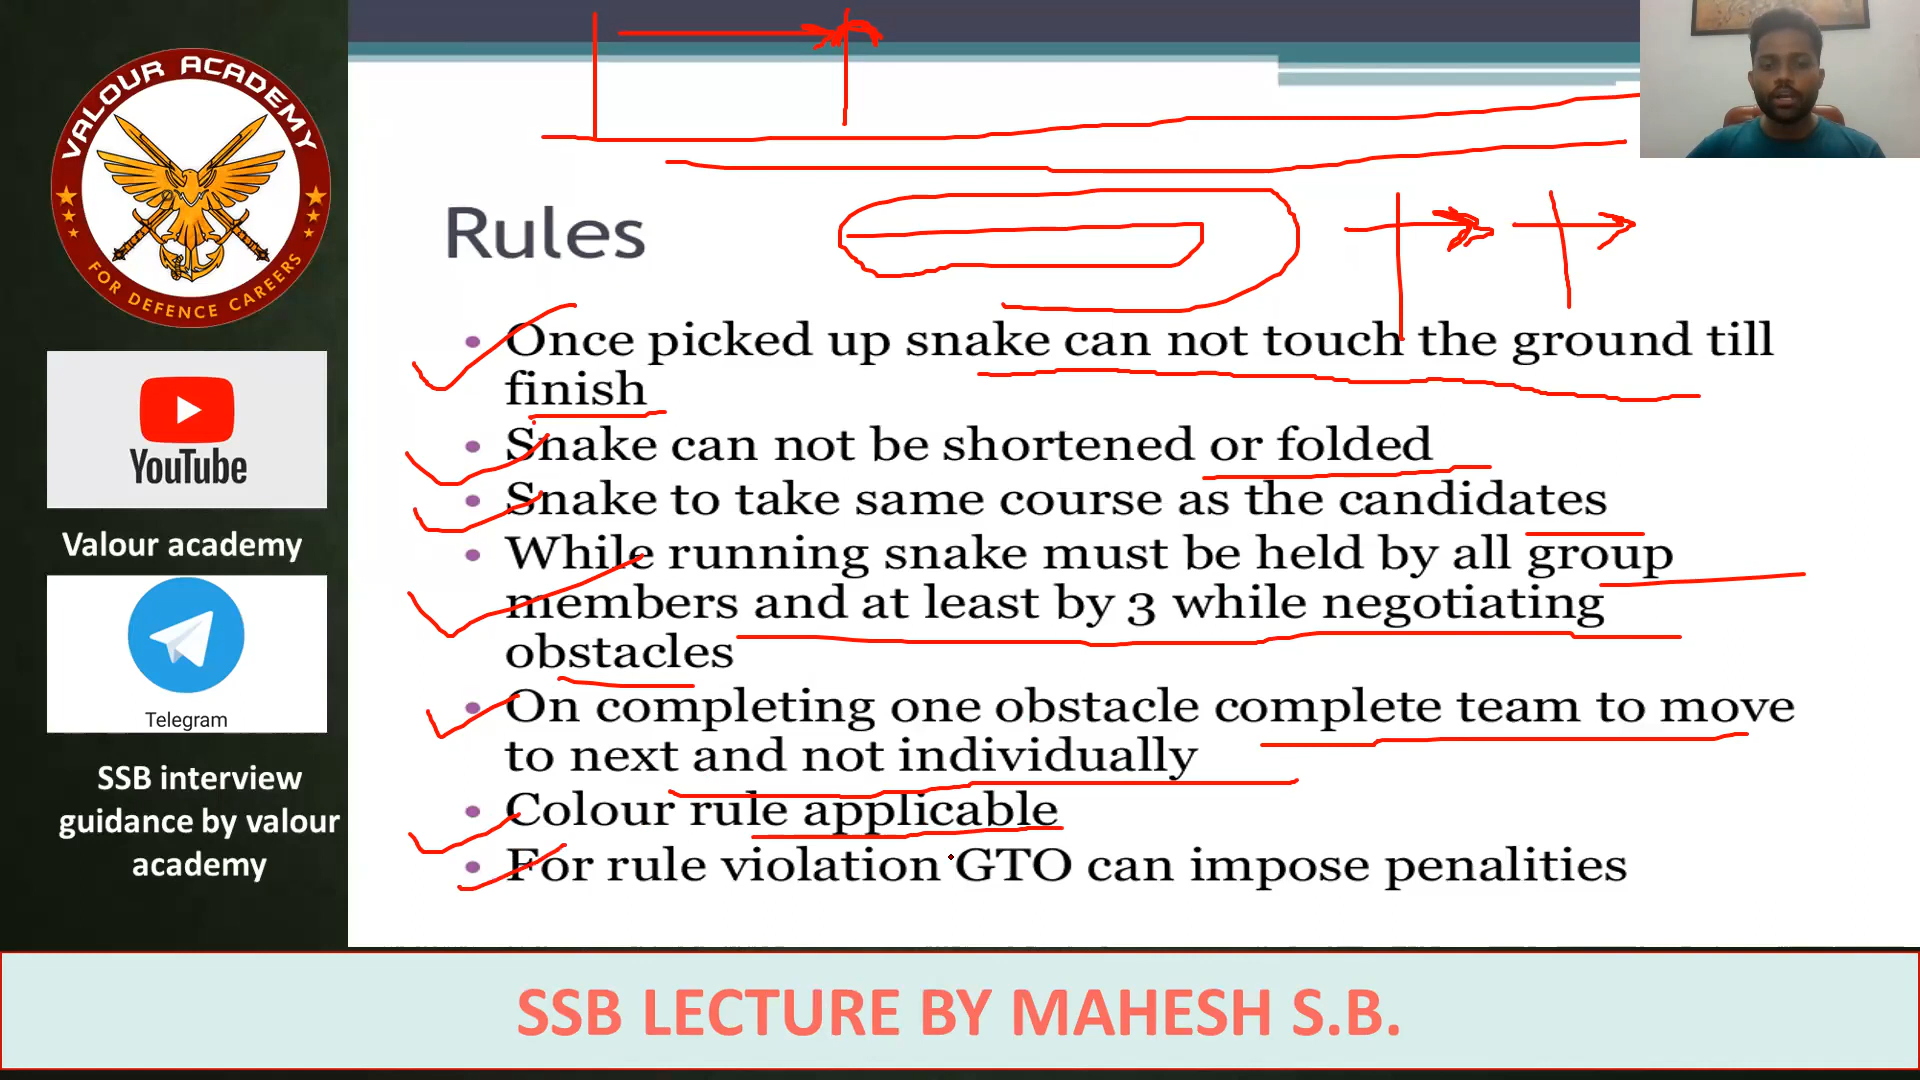 VALOUR ACADEMY
FOR DEFENCE CAREERS
YouTube
Valour academy
Telegram
SSB interview
guidance by valour
academy
Rules
• Once picked up snake can not touch the ground till
finish
• Snake can not be shortened or folded
• Snake to take same course as the candidates
• While running snake must be held by all group
members and at least by 3 while negotiating
obstacles
• On completing one obstacle complete team to move
to next and not individually
• Colour rule applicable
• For rule violation GTO can impose penalities
SSB LECTURE BY MAHESH S.B.